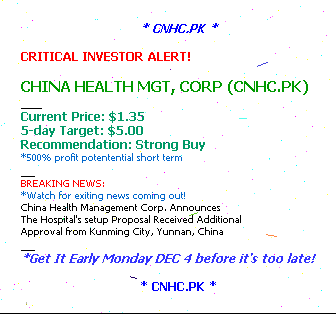 * CNHC.PK *
CRITICAL INVESTOR ALERT!
CHINA HEALTH MGT, CORP (CNHC.PK)
Current Price: $1.35
5-day Target: $5.00
Recommendation: Strong Buy
*500% profit potentential short term
BREAKING NEWS:
*Watch for exiting news coming out!
China Health Management Corp. Announces
The Hospital's setup Proposal Received Additional
Approval from Kunming City, Yunnan, China
*Get It Early Monday DEC 4 before it's too late!
* CNHC.PK *